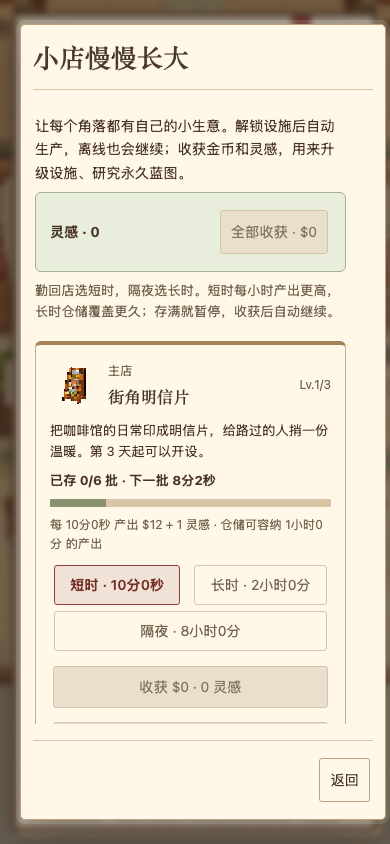 小店慢慢长大
让每个角落都有自己的小生意。解锁设施后自动
生产，离线也会继续；收获金币和灵感，用来升
级设施、研究永久蓝图。
灵感 · 0
全部收获 · $0
勤回店选短时，隔夜选长时。短时每小时产出更高，
长时仓储覆盖更久；存满就暂停，收获后自动继续。
主店
街角明信片
Lv.1/3
把咖啡馆的日常印成明信片，给路过的人捎一份
温暖。第 3 天起可以开设。
已存 0/6 批 · 下一批 8分2秒
每 10分0秒 产出 $12 + 1 灵感 · 仓储可容纳 1小时0
分 的产出
短时 · 10分0秒
长时 · 2小时0分
隔夜 · 8小时0分
收获 $0 · 0 灵感
返回